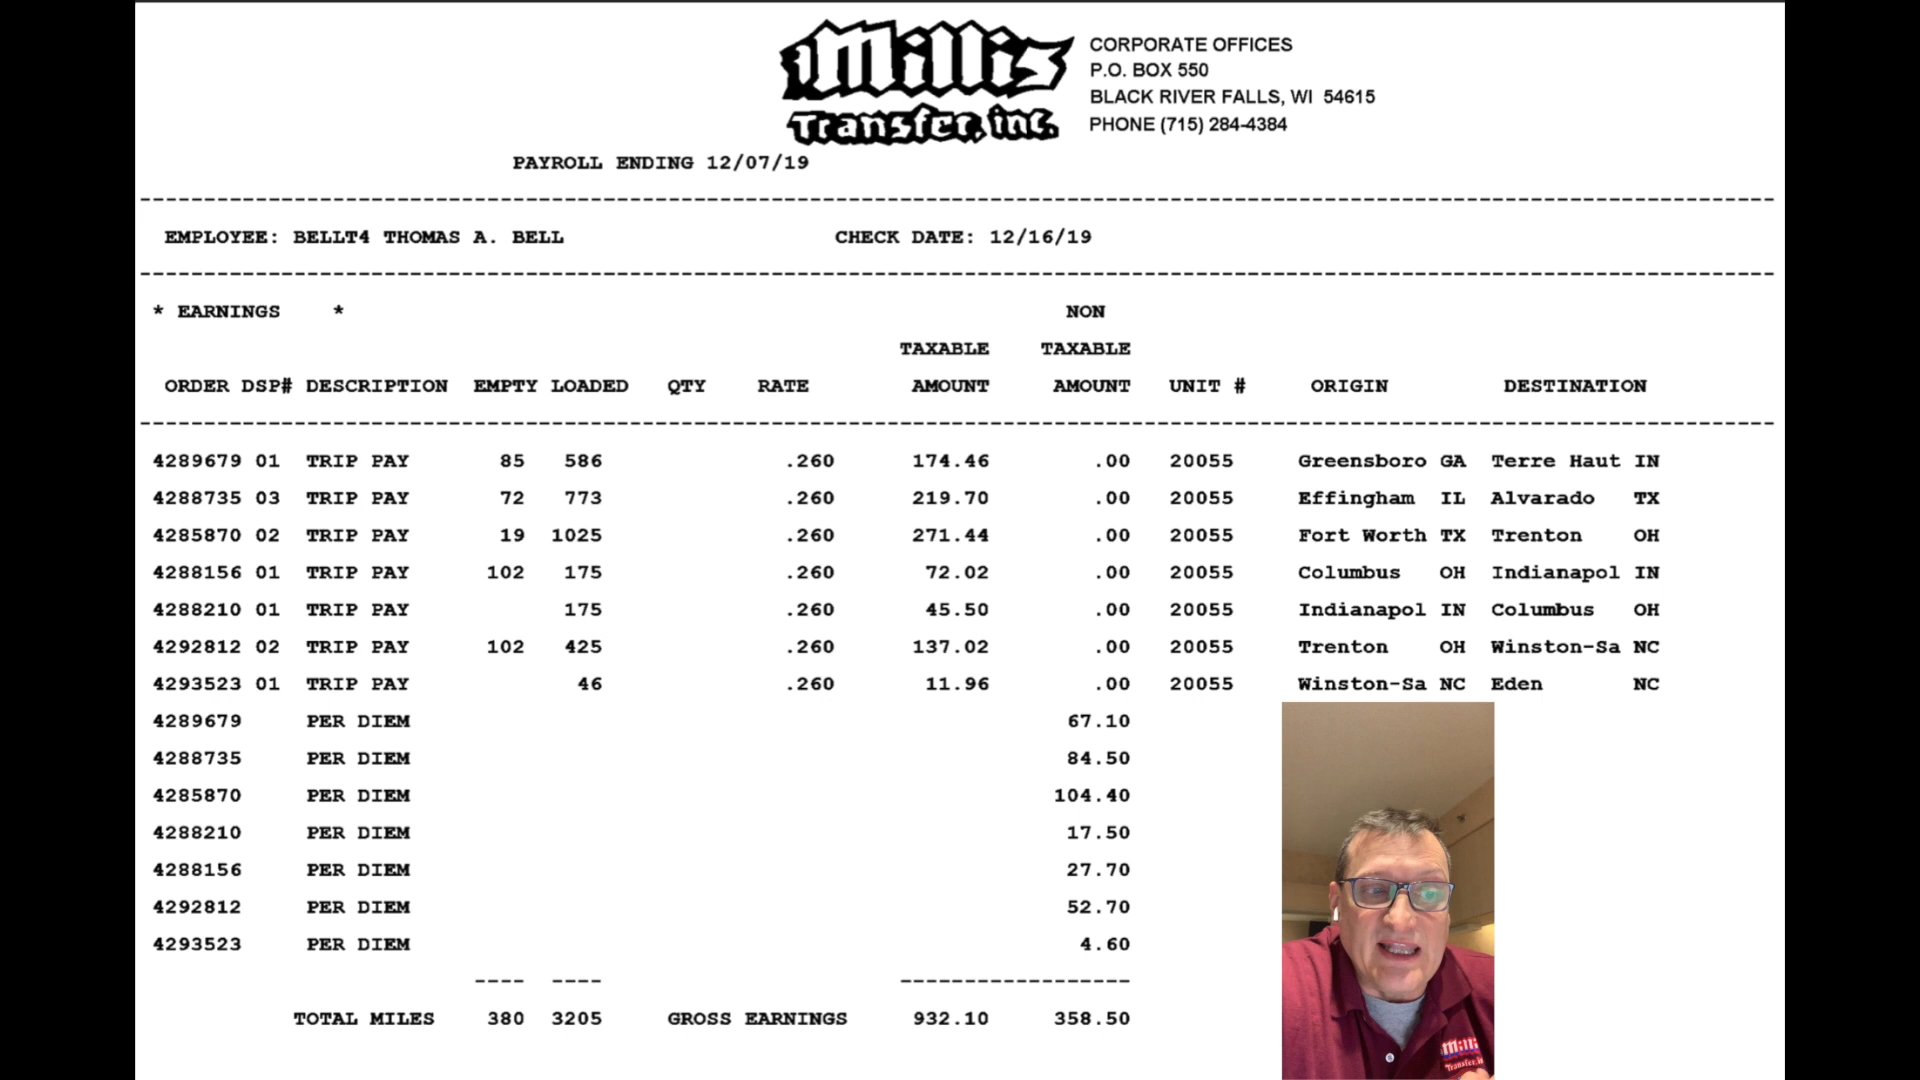 Millis
Transfer, inc.
CORPORATE OFFICES
P.O. BOX 550
BLACK RIVER FALLS, WI 54615
PHONE (715) 284-4384
PAYROLL ENDING 12/07/19
EMPLOYEE: BELLT4 THOMAS A. BELL CHECK DATE: 12/16/19
* EARNINGS * NON
TAXABLE TAXABLE
ORDER DSP# DESCRIPTION EMPTY LOADED QTY RATE AMOUNT AMOUNT UNIT # ORIGIN DESTINATION
4289679 01 TRIP PAY 85 586 .260 174.46 .00 20055 Greensboro GA Terre Haut IN
4288735 03 TRIP PAY 72 773 .260 219.70 .00 20055 Effingham IL Alvarado TX
4285870 02 TRIP PAY 19 1025 .260 271.44 .00 20055 Fort Worth TX Trenton OH
4288156 01 TRIP PAY 102 175 .260 72.02 .00 20055 Columbus OH Indianapol IN
4288210 01 TRIP PAY 175 .260 45.50 .00 20055 Indianapol IN Columbus OH
4292812 02 TRIP PAY 102 425 .260 137.02 .00 20055 Trenton OH Winston-Sa NC
4293523 01 TRIP PAY 46 .260 11.96 .00 20055 Winston-Sa NC Eden NC
4289679 PER DIEM 67.10
4288735 PER DIEM 84.50
4285870 PER DIEM 104.40
4288210 PER DIEM 17.50
4288156 PER DIEM 27.70
4292812 PER DIEM 52.70
4293523 PER DIEM 4.60
TOTAL MILES 380 3205 GROSS EARNINGS 932.10 358.50
Millis
Transfer, in